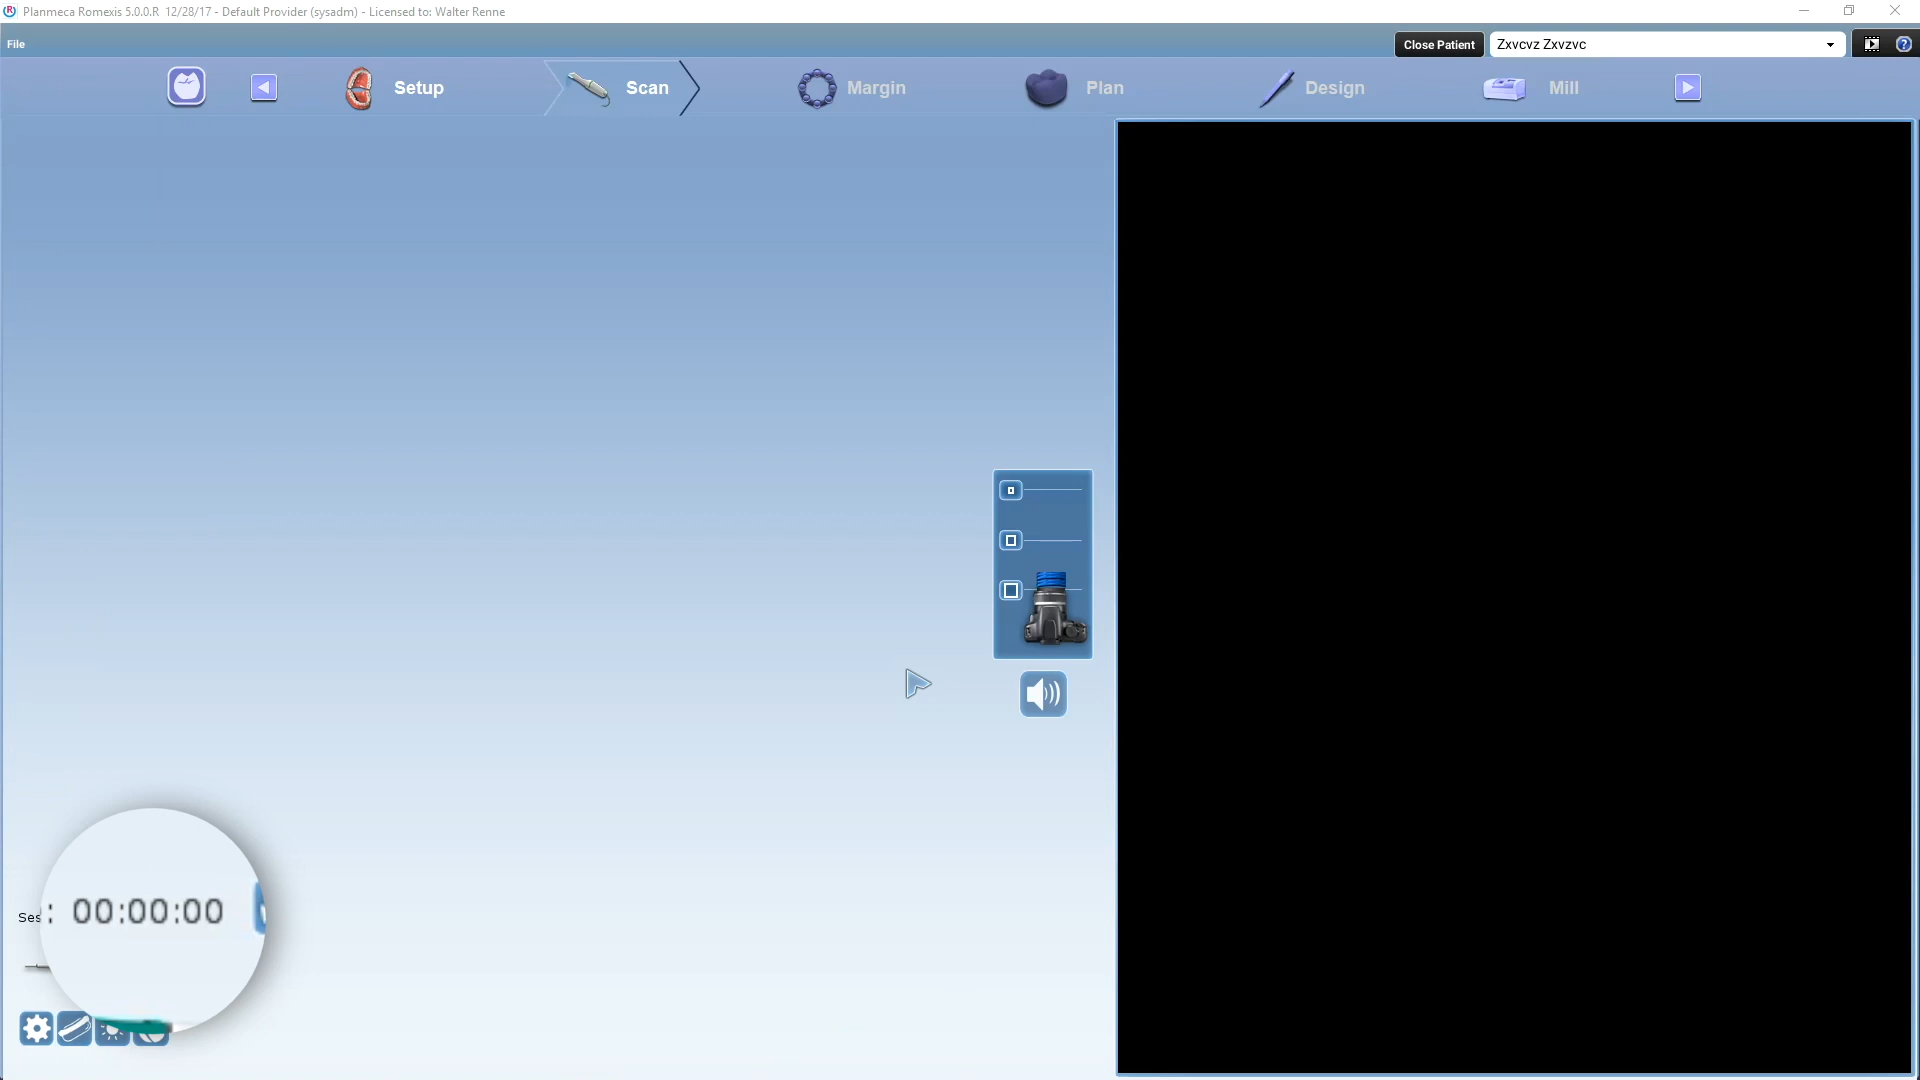 Planmeca Romexis 5.0.0.R 12/28/17 - Default Provider (sysadm) - Licensed to: Walter Renne
File
Close Patient
Zxvcvz Zxvzvc
Setup
Scan
Margin
Plan
Design
Mill
Ses : 00:00:00